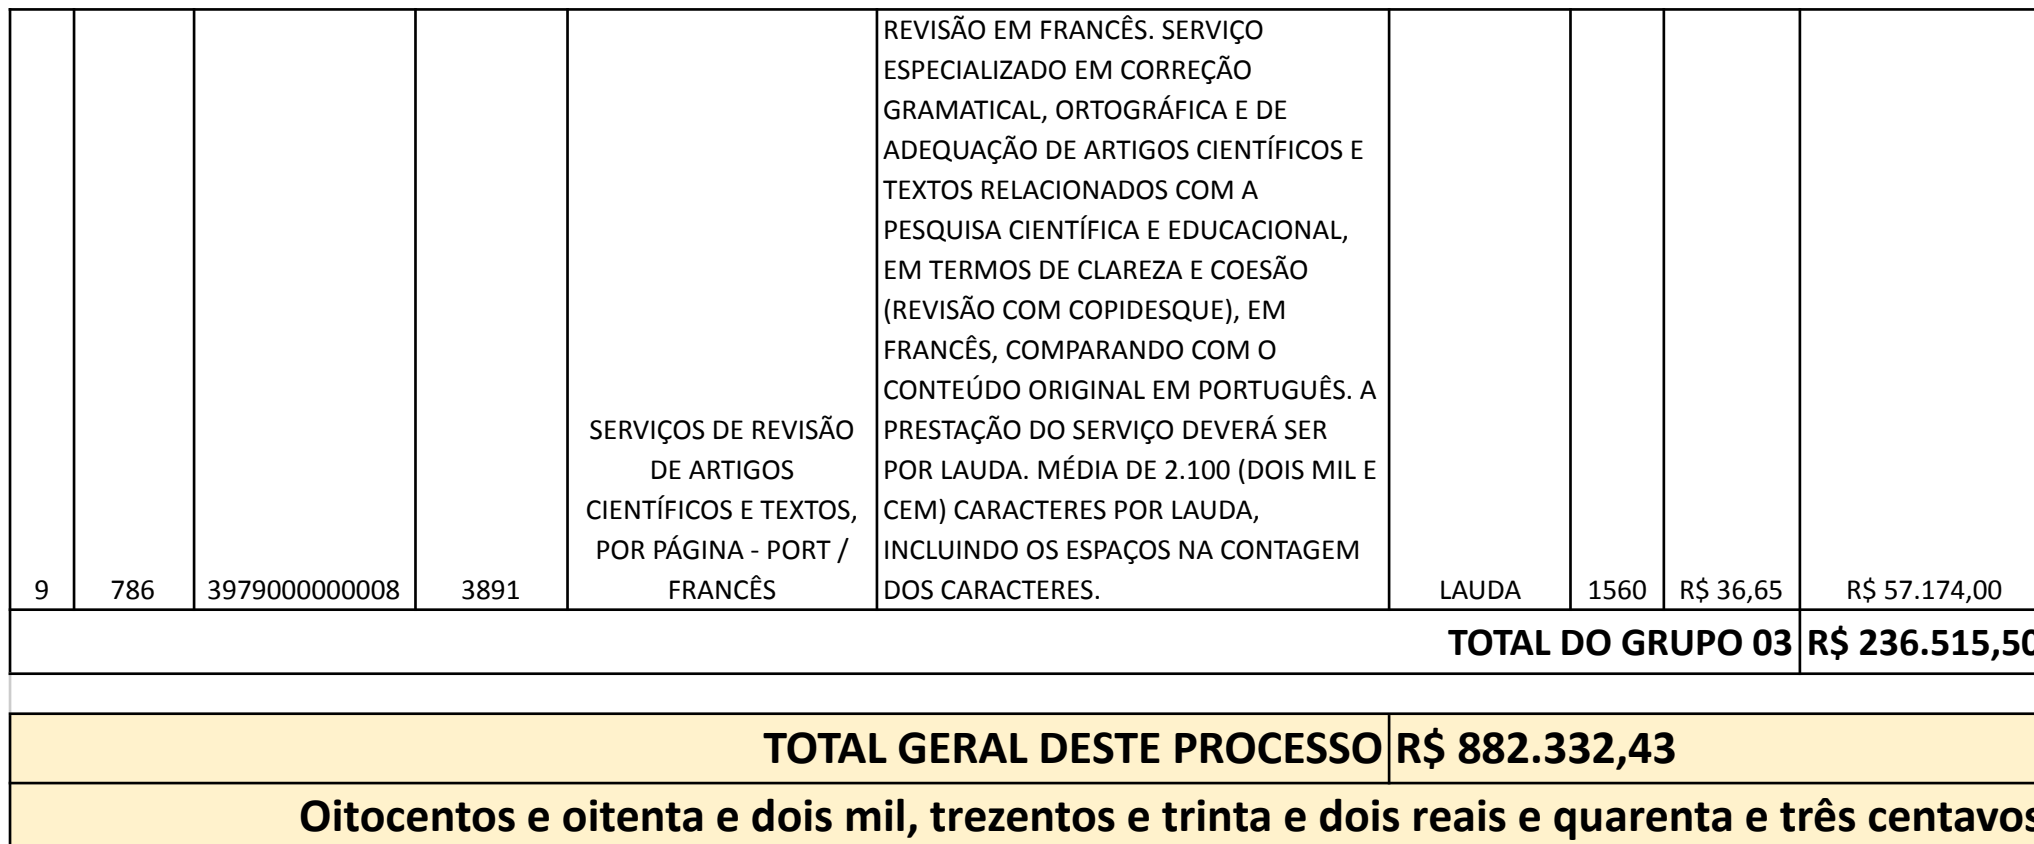 REVISÃO EM FRANCÊS. SERVIÇO
ESPECIALIZADO EM CORREÇÃO
GRAMATICAL, ORTOGRÁFICA E DE
ADEQUAÇÃO DE ARTIGOS CIENTÍFICOS E
TEXTOS RELACIONADOS COM A
PESQUISA CIENTÍFICA E EDUCACIONAL,
EM TERMOS DE CLAREZA E COESÃO
(REVISÃO COM COPIDESQUE), EM
FRANCÊS, COMPARANDO COM O
CONTEÚDO ORIGINAL EM PORTUGUÊS. A
SERVIÇOS DE REVISÃO PRESTAÇÃO DO SERVIÇO DEVERÁ SER
DE ARTIGOS POR LAUDA. MÉDIA DE 2.100 (DOIS MIL E
CIENTÍFICOS E TEXTOS, CEM) CARACTERES POR LAUDA,
POR PÁGINA - PORT / INCLUINDO OS ESPAÇOS NA CONTAGEM
9 786 3979000000008 3891 FRANCÊS DOS CARACTERES. LAUDA 1560 R$ 36,65 R$ 57.174,00
TOTAL DO GRUPO 03 R$ 236.515,50
TOTAL GERAL DESTE PROCESSO R$ 882.332,43
Oitocentos e oitenta e dois mil, trezentos e trinta e dois reais e quarenta e três centavos